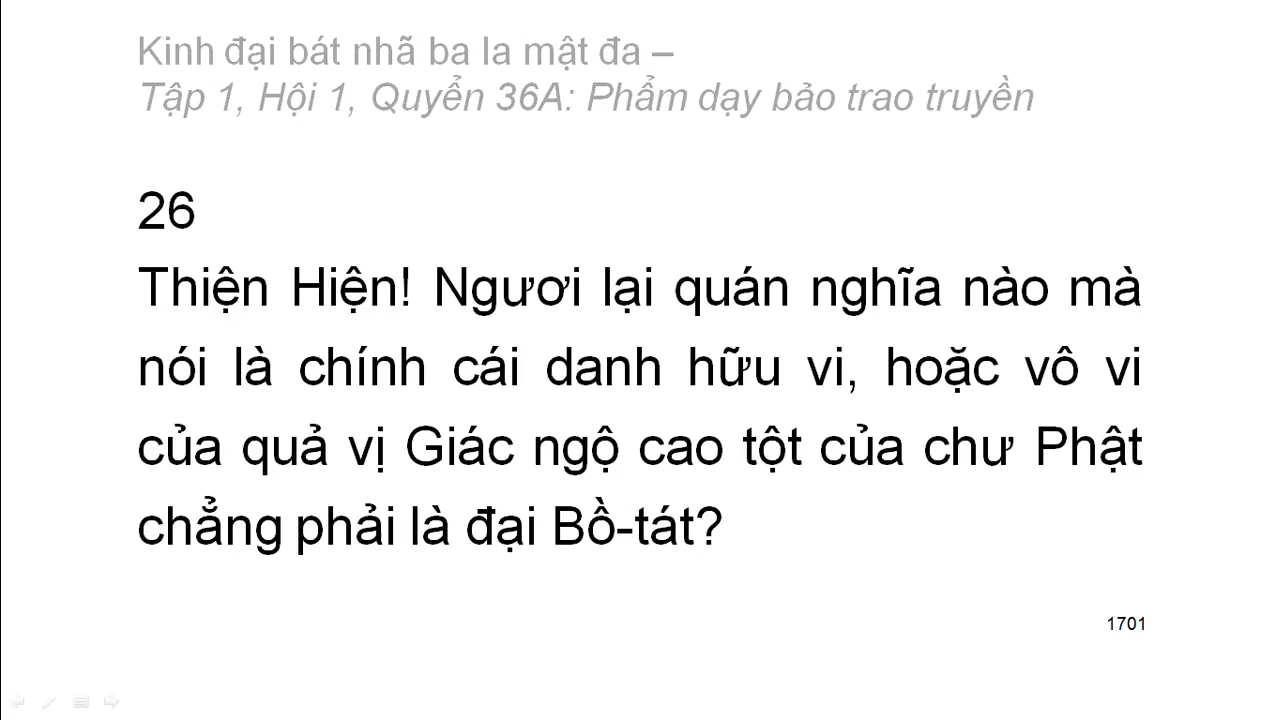 Kinh đại bát nhã ba la mật đa –
Tập 1, Hội 1, Quyển 36A: Phẩm dạy bảo trao truyền
26
Thiện Hiện! Ngươi lại quán nghĩa nào mà
nói là chính cái danh hữu vi, hoặc vô vi
của quả vị Giác ngộ cao tột của chư Phật
chẳng phải là đại Bồ-tát?
1701